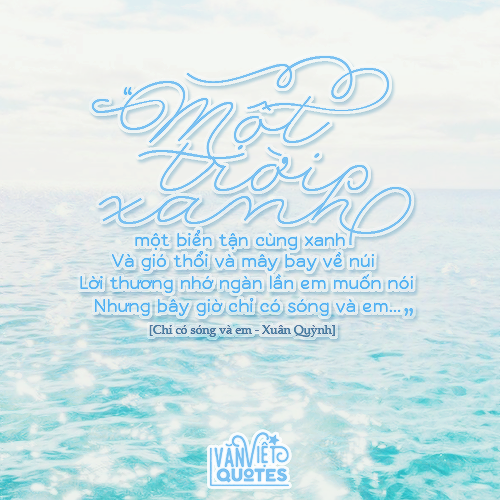 “Một
trời
xanh
một biển tận cùng xanh
Và gió thổi và mây bay về núi
Lời thương nhớ ngàn lần em muốn nói
Nhưng bây giờ chỉ có sóng và em...”
[Chỉ có sóng và em - Xuân Quỳnh]
VĂN VIỆT
QUOTES